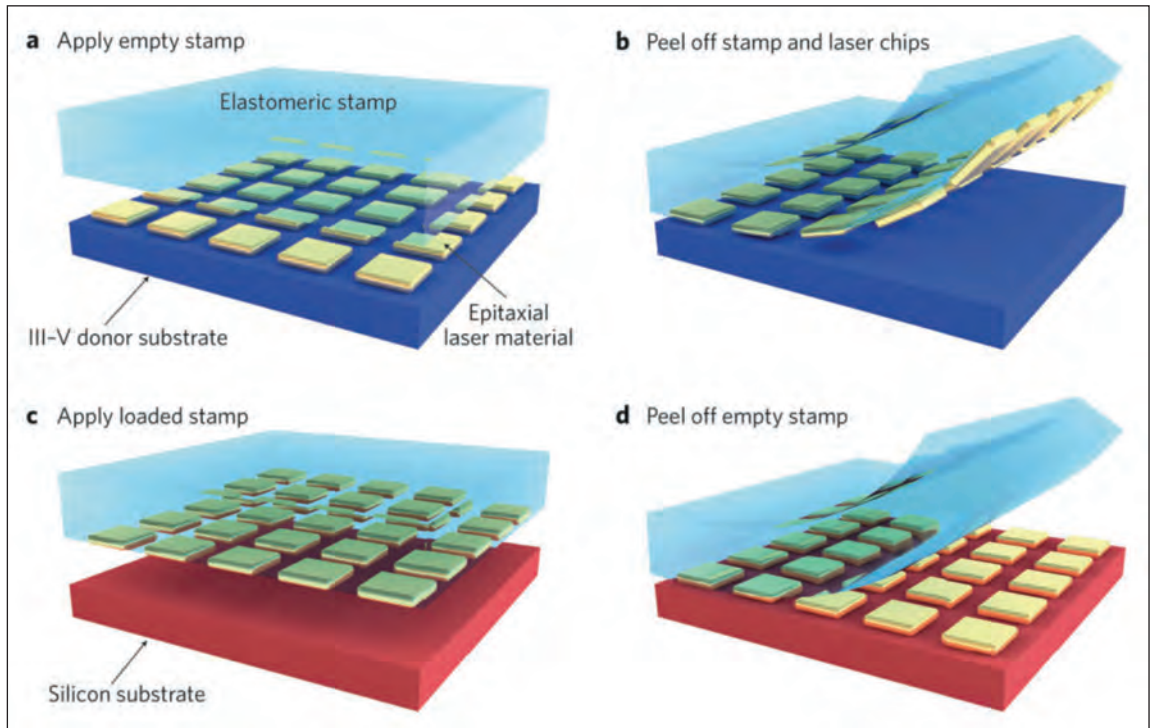 a Apply empty stamp
b Peel off stamp and laser chips
Elastomeric stamp
III–V donor substrate
Epitaxial
laser material
c Apply loaded stamp
d Peel off empty stamp
Silicon substrate